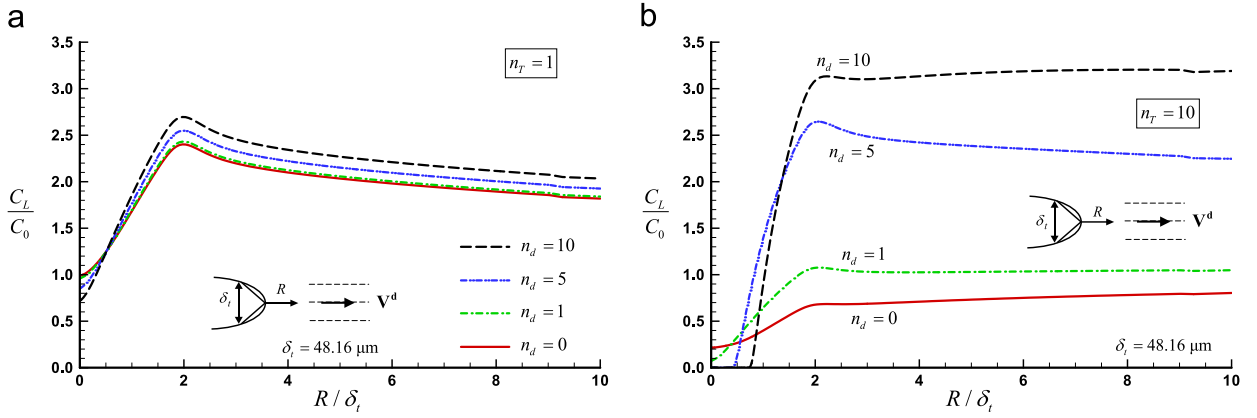 a
n_T = 1
3.5
3.0
2.5
2.0
1.5
1.0
0.5
0.0
C_L
C_0
n_d = 10
n_d = 5
n_d = 1
n_d = 0
δ_t
R
V^d
δ_t = 48.16 μm
0 2 4 6 8 10
R / δ_t
b
n_d = 10
n_T = 10
n_d = 5
3.5
3.0
2.5
2.0
1.5
1.0
0.5
0.0
C_L
C_0
δ_t
R
V^d
n_d = 1
n_d = 0
δ_t = 48.16 μm
0 2 4 6 8 10
R / δ_t